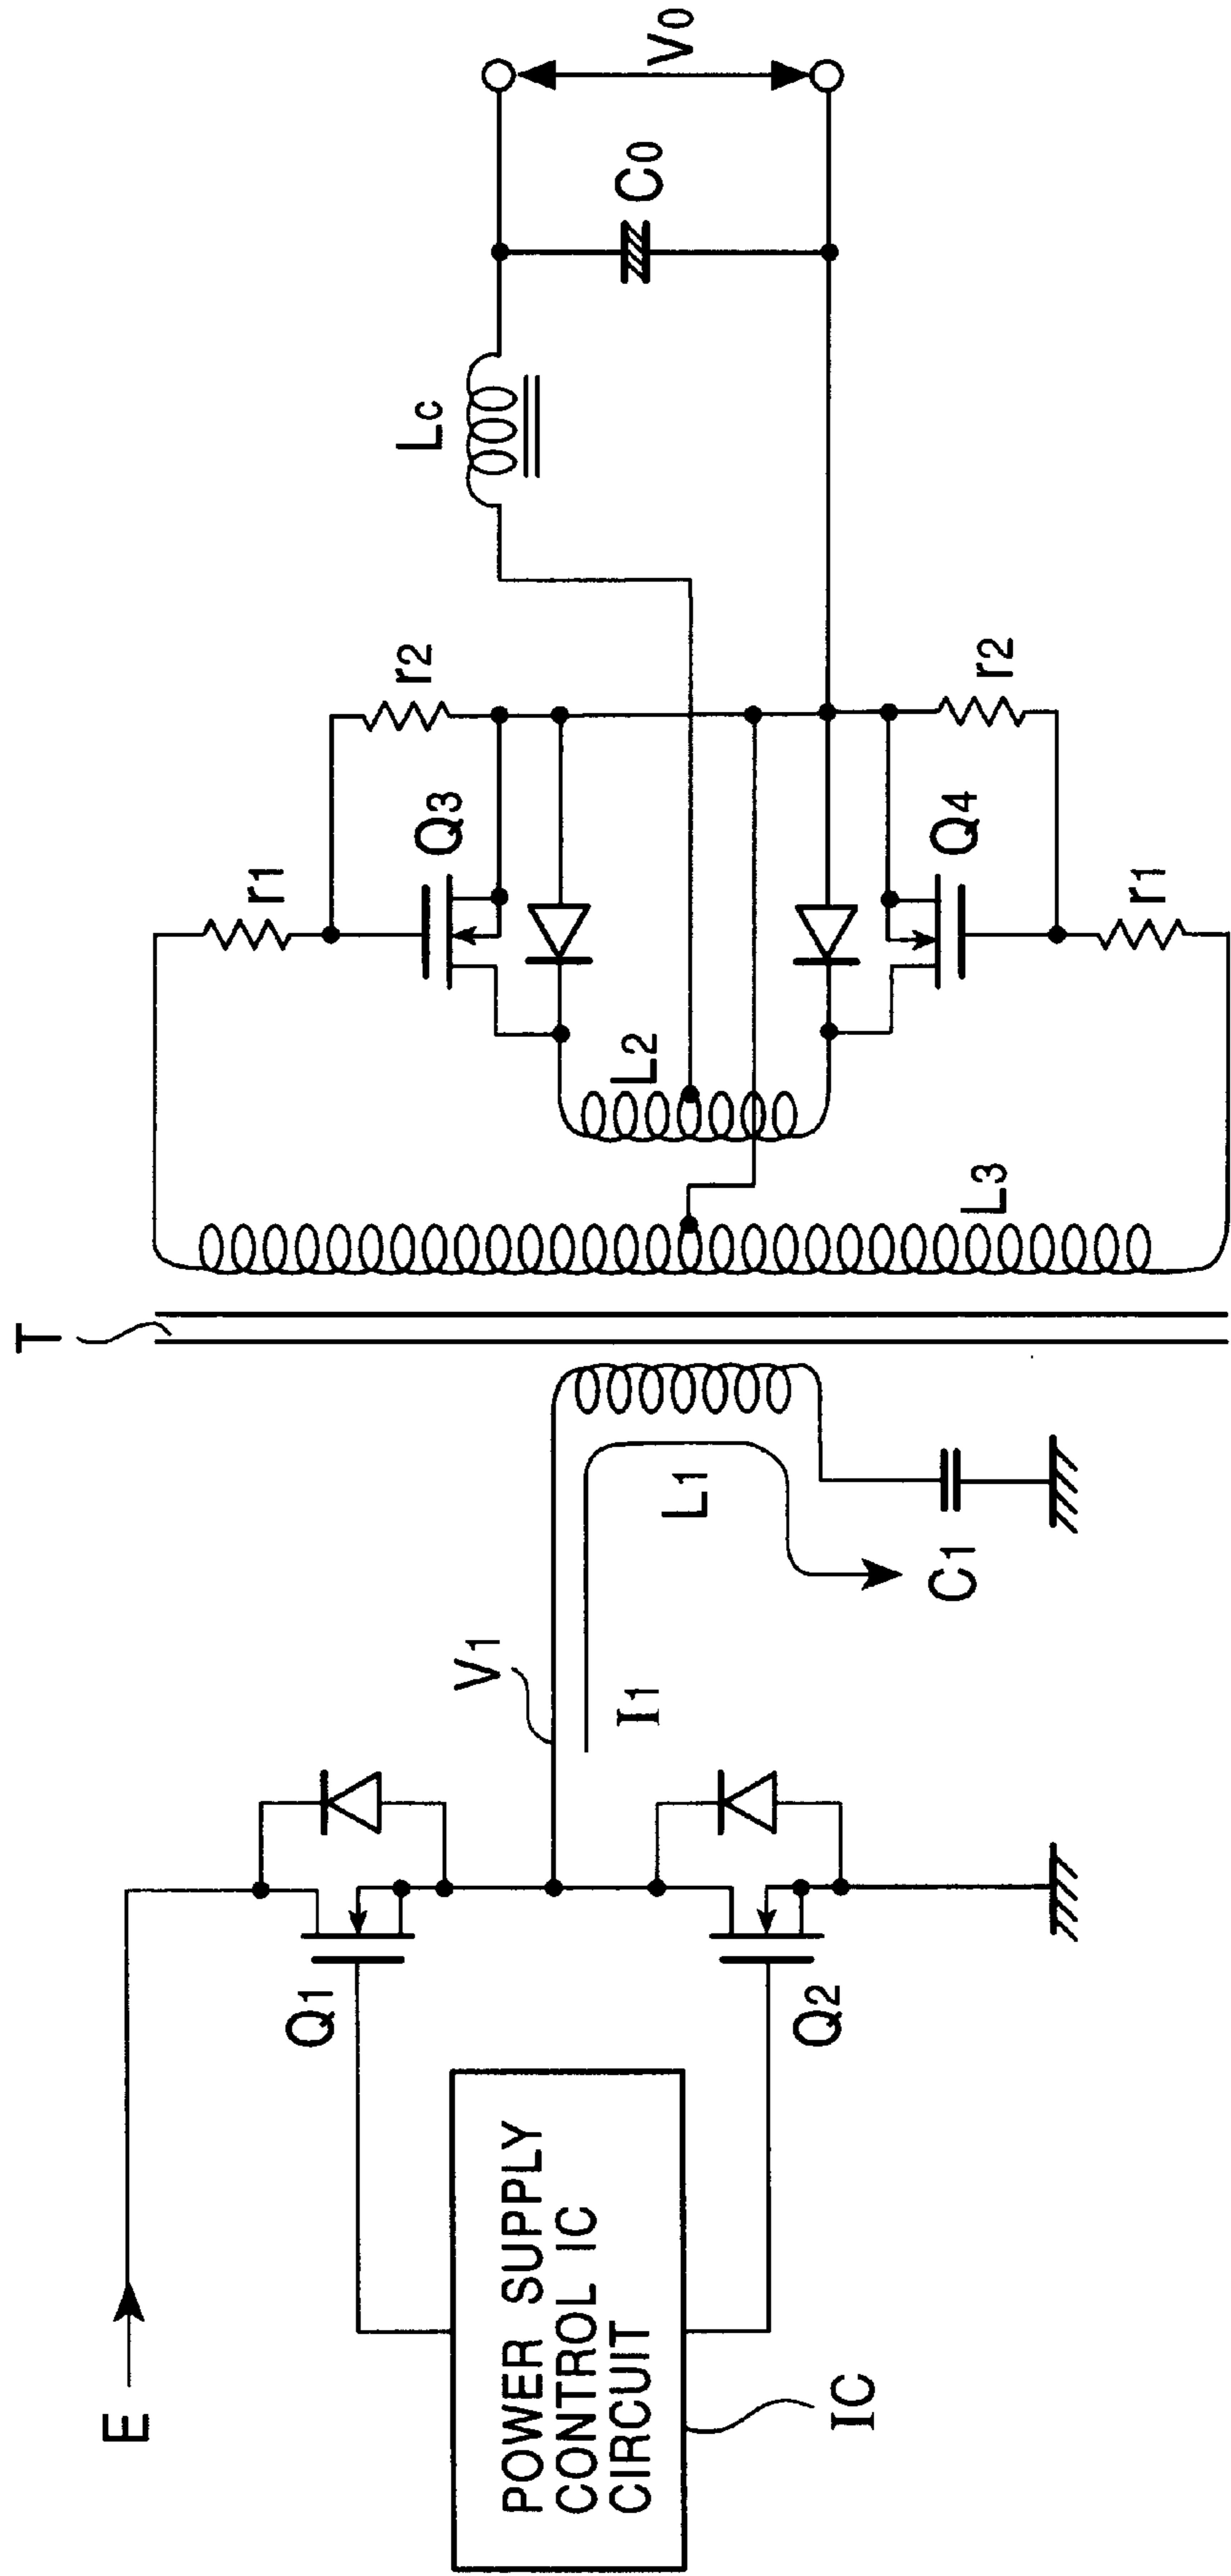 E
POWER SUPPLY
CONTROL IC
CIRCUIT
IC
Q1
Q2
V1
I1
L1
C1
T
L3
L2
r1
Q3
r2
Q4
r1
r2
Lc
C0
V0